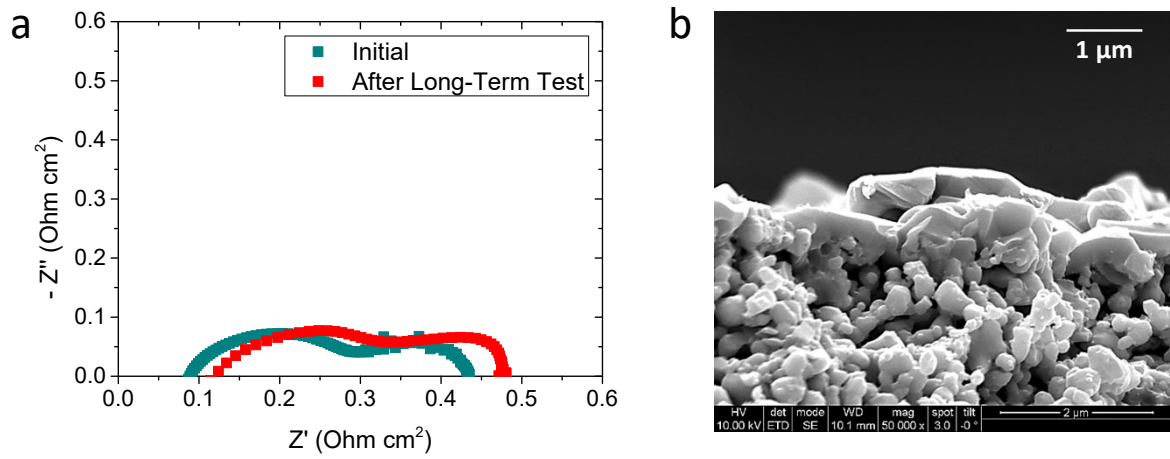 a
0.6
0.5
0.4
0.3
0.2
0.1
0.0
- Z'' (Ohm cm²)
Initial
After Long-Term Test
0.0 0.1 0.2 0.3 0.4 0.5 0.6
Z' (Ohm cm²)
b
1 µm
HV det mode WD mag spot tilt
10.00 kV ETD SE 10.1 mm 50 000 x 3.0 -0 °
2 µm